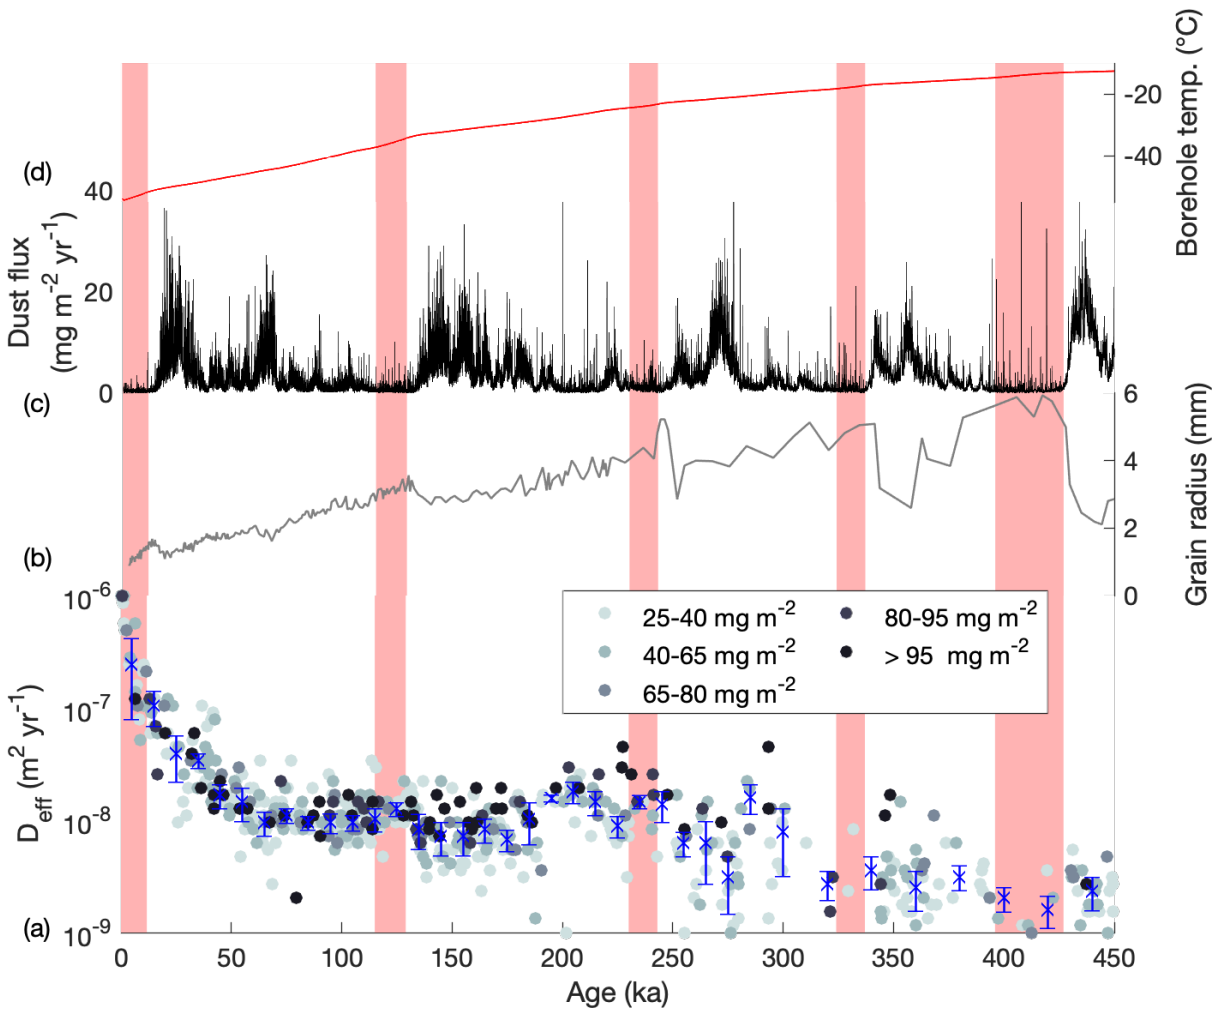 Borehole temp. (°C)
-20
-40
(d)
40
20
0
Dust flux
(mg m-2 yr-1)
(c)
6
4
2
0
Grain radius (mm)
(b)
10-6
10-7
10-8
10-9
Deff (m2 yr-1)
25-40 mg m-2
40-65 mg m-2
65-80 mg m-2
80-95 mg m-2
> 95 mg m-2
(a)
0 50 100 150 200 250 300 350 400 450
Age (ka)